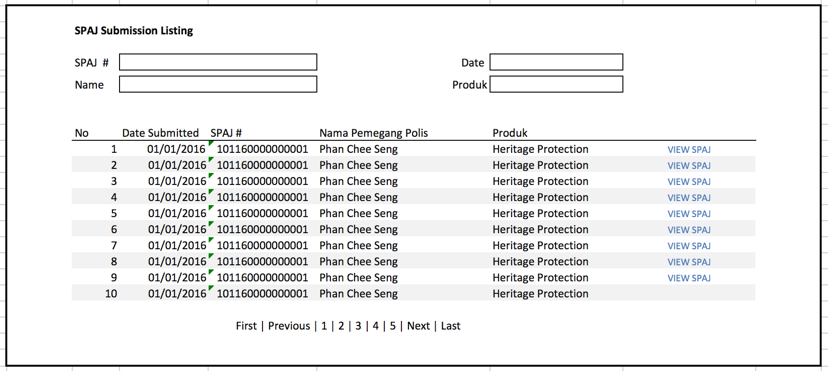 SPAJ Submission Listing
SPAJ # Date
Name Produk
No Date Submitted SPAJ # Nama Pemegang Polis Produk
1 01/01/2016 101160000000001 Phan Chee Seng Heritage Protection VIEW SPAJ
2 01/01/2016 101160000000001 Phan Chee Seng Heritage Protection VIEW SPAJ
3 01/01/2016 101160000000001 Phan Chee Seng Heritage Protection VIEW SPAJ
4 01/01/2016 101160000000001 Phan Chee Seng Heritage Protection VIEW SPAJ
5 01/01/2016 101160000000001 Phan Chee Seng Heritage Protection VIEW SPAJ
6 01/01/2016 101160000000001 Phan Chee Seng Heritage Protection VIEW SPAJ
7 01/01/2016 101160000000001 Phan Chee Seng Heritage Protection VIEW SPAJ
8 01/01/2016 101160000000001 Phan Chee Seng Heritage Protection VIEW SPAJ
9 01/01/2016 101160000000001 Phan Chee Seng Heritage Protection VIEW SPAJ
10 01/01/2016 101160000000001 Phan Chee Seng Heritage Protection
First | Previous | 1 | 2 | 3 | 4 | 5 | Next | Last